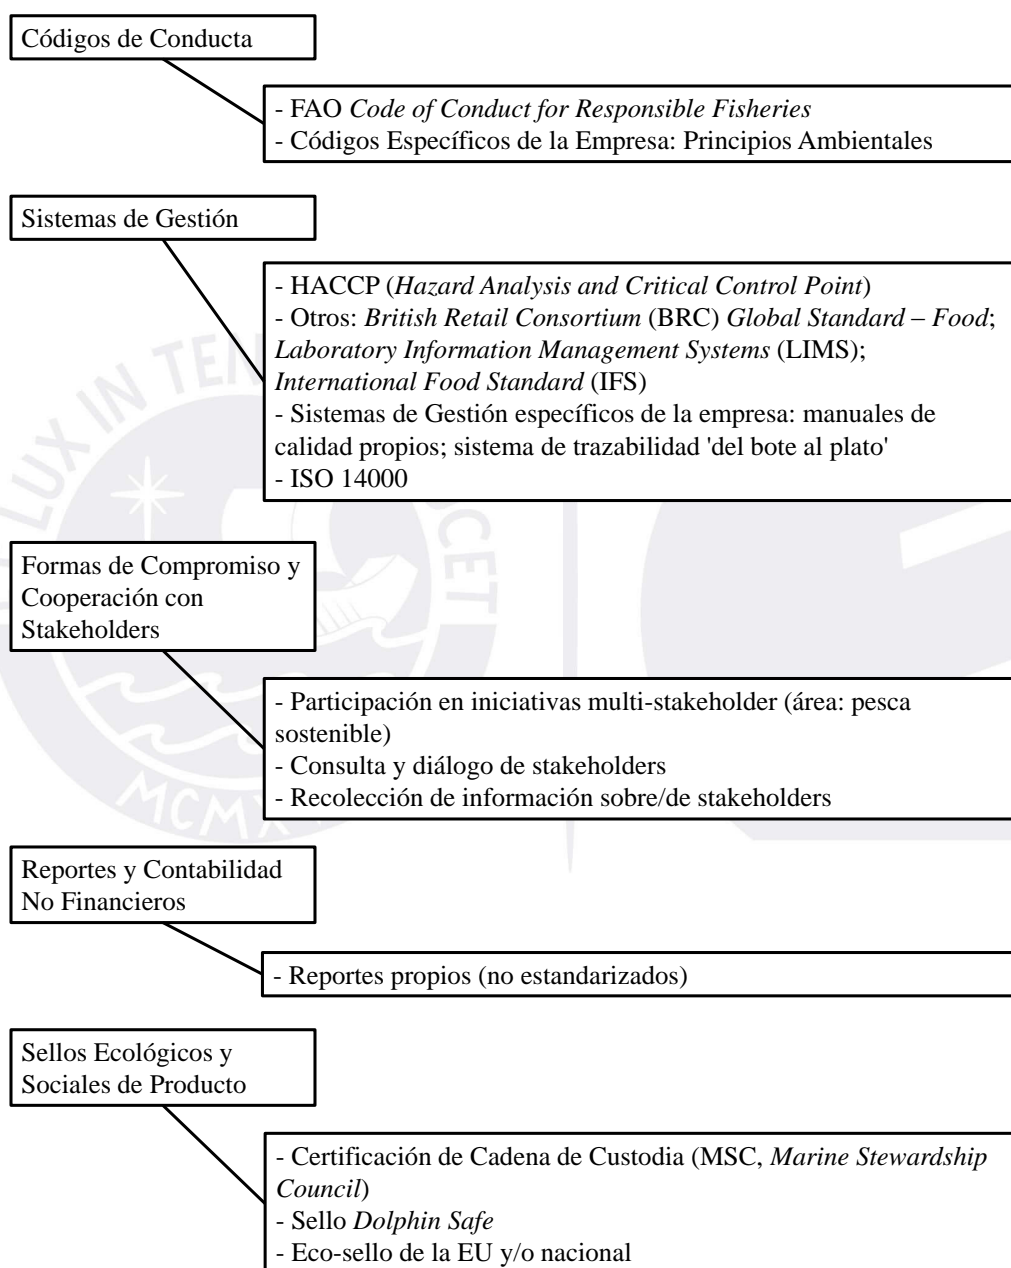 Códigos de Conducta
- FAO Code of Conduct for Responsible Fisheries
- Códigos Específicos de la Empresa: Principios Ambientales
Sistemas de Gestión
- HACCP (Hazard Analysis and Critical Control Point)
- Otros: British Retail Consortium (BRC) Global Standard – Food;
Laboratory Information Management Systems (LIMS);
International Food Standard (IFS)
- Sistemas de Gestión específicos de la empresa: manuales de
calidad propios; sistema de trazabilidad 'del bote al plato'
- ISO 14000
Formas de Compromiso y
Cooperación con
Stakeholders
- Participación en iniciativas multi-stakeholder (área: pesca
sostenible)
- Consulta y diálogo de stakeholders
- Recolección de información sobre/de stakeholders
Reportes y Contabilidad
No Financieros
- Reportes propios (no estandarizados)
Sellos Ecológicos y
Sociales de Producto
- Certificación de Cadena de Custodia (MSC, Marine Stewardship
Council)
- Sello Dolphin Safe
- Eco-sello de la EU y/o nacional
LUX IN